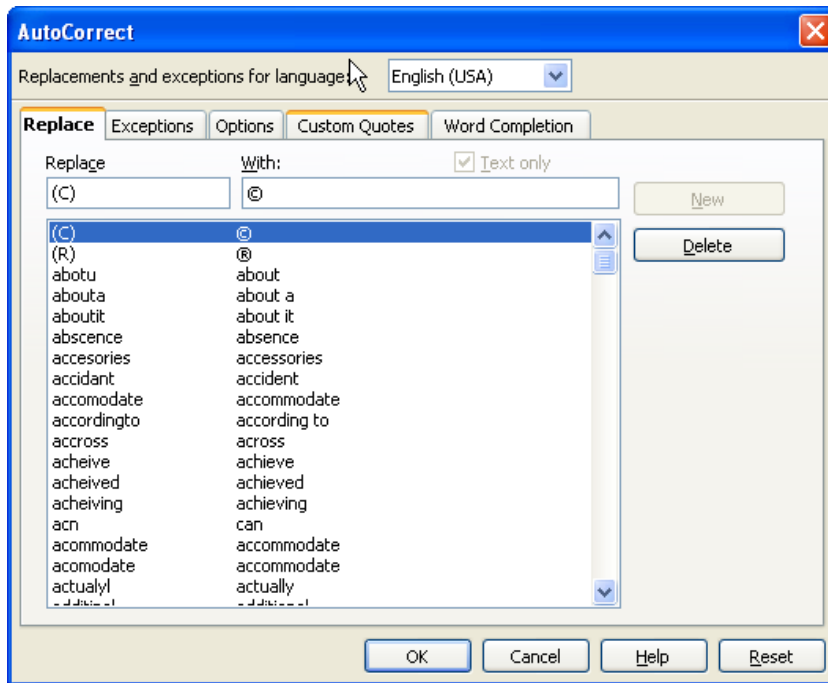 AutoCorrect
Replacements and exceptions for language: English (USA)
Replace Exceptions Options Custom Quotes Word Completion
Replace With: Text only
(C) © New
(C) © Delete
(R) ®
abotu about
abouta about a
aboutit about it
abscence absence
accesories accessories
accidant accident
accomodate accommodate
accordingto according to
accross across
acheive achieve
acheived achieved
acheiving achieving
acn can
acommodate accommodate
acomodate accommodate
actualyl actually
OK Cancel Help Reset